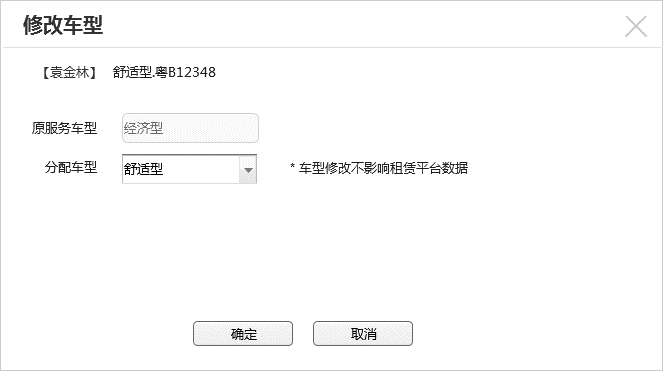 修改车型
【袁金林】 舒适型.粤B12348
原服务车型 经济型
分配车型 舒适型 * 车型修改不影响租赁平台数据
确定 取消